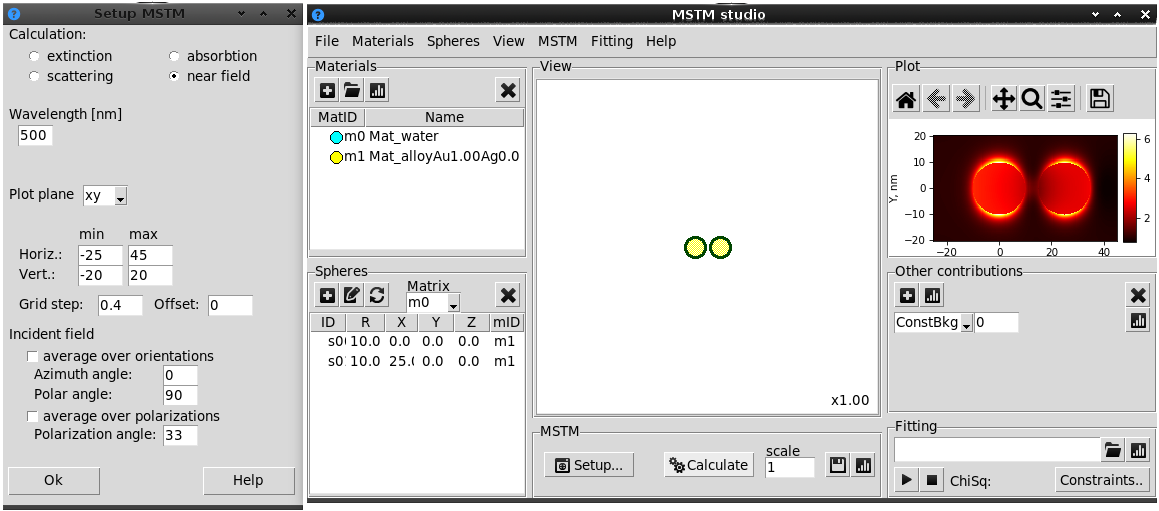 Setup MSTM
Calculation:
extinction
absorbtion
scattering
near field
Wavelength [nm]
500
Plot plane xy
min max
Horiz.: -25 45
Vert.: -20 20
Grid step: 0.4 Offset: 0
Incident field
average over orientations
Azimuth angle: 0
Polar angle: 90
average over polarizations
Polarization angle: 33
Ok Help
MSTM studio
File Materials Spheres View MSTM Fitting Help
Materials
MatID Name
m0 Mat_water
m1 Mat_alloyAu1.00Ag0.0
Spheres
Matrix
m0
ID R X Y Z mID
s0 10.0 0.0 0.0 0.0 m1
s0 10.0 25. 0.0 0.0 m1
View
x1.00
MSTM
Setup... Calculate
scale
1
Plot
Y, nm
20
10
0
−10
−20
−20 0 20 40
6
4
2
Other contributions
ConstBkg 0
Fitting
ChiSq: Constraints..